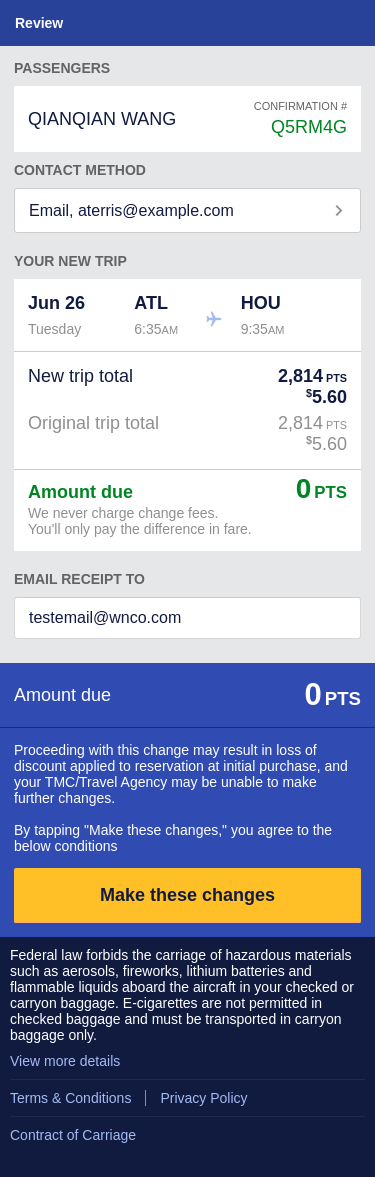 Review
PASSENGERS
QIANQIAN WANG
CONFIRMATION #
Q5RM4G
CONTACT METHOD
Email, aterris@example.com
YOUR NEW TRIP
Jun 26 ATL HOU
Tuesday 6:35AM 9:35AM
New trip total 2,814 PTS
$5.60
Original trip total 2,814 PTS
$5.60
Amount due 0 PTS
We never charge change fees.
You'll only pay the difference in fare.
EMAIL RECEIPT TO
testemail@wnco.com
Amount due 0 PTS
Proceeding with this change may result in loss of
discount applied to reservation at initial purchase, and
your TMC/Travel Agency may be unable to make
further changes.
By tapping "Make these changes," you agree to the
below conditions
Make these changes
Federal law forbids the carriage of hazardous materials
such as aerosols, fireworks, lithium batteries and
flammable liquids aboard the aircraft in your checked or
carryon baggage. E-cigarettes are not permitted in
checked baggage and must be transported in carryon
baggage only.
View more details
Terms & Conditions Privacy Policy
Contract of Carriage